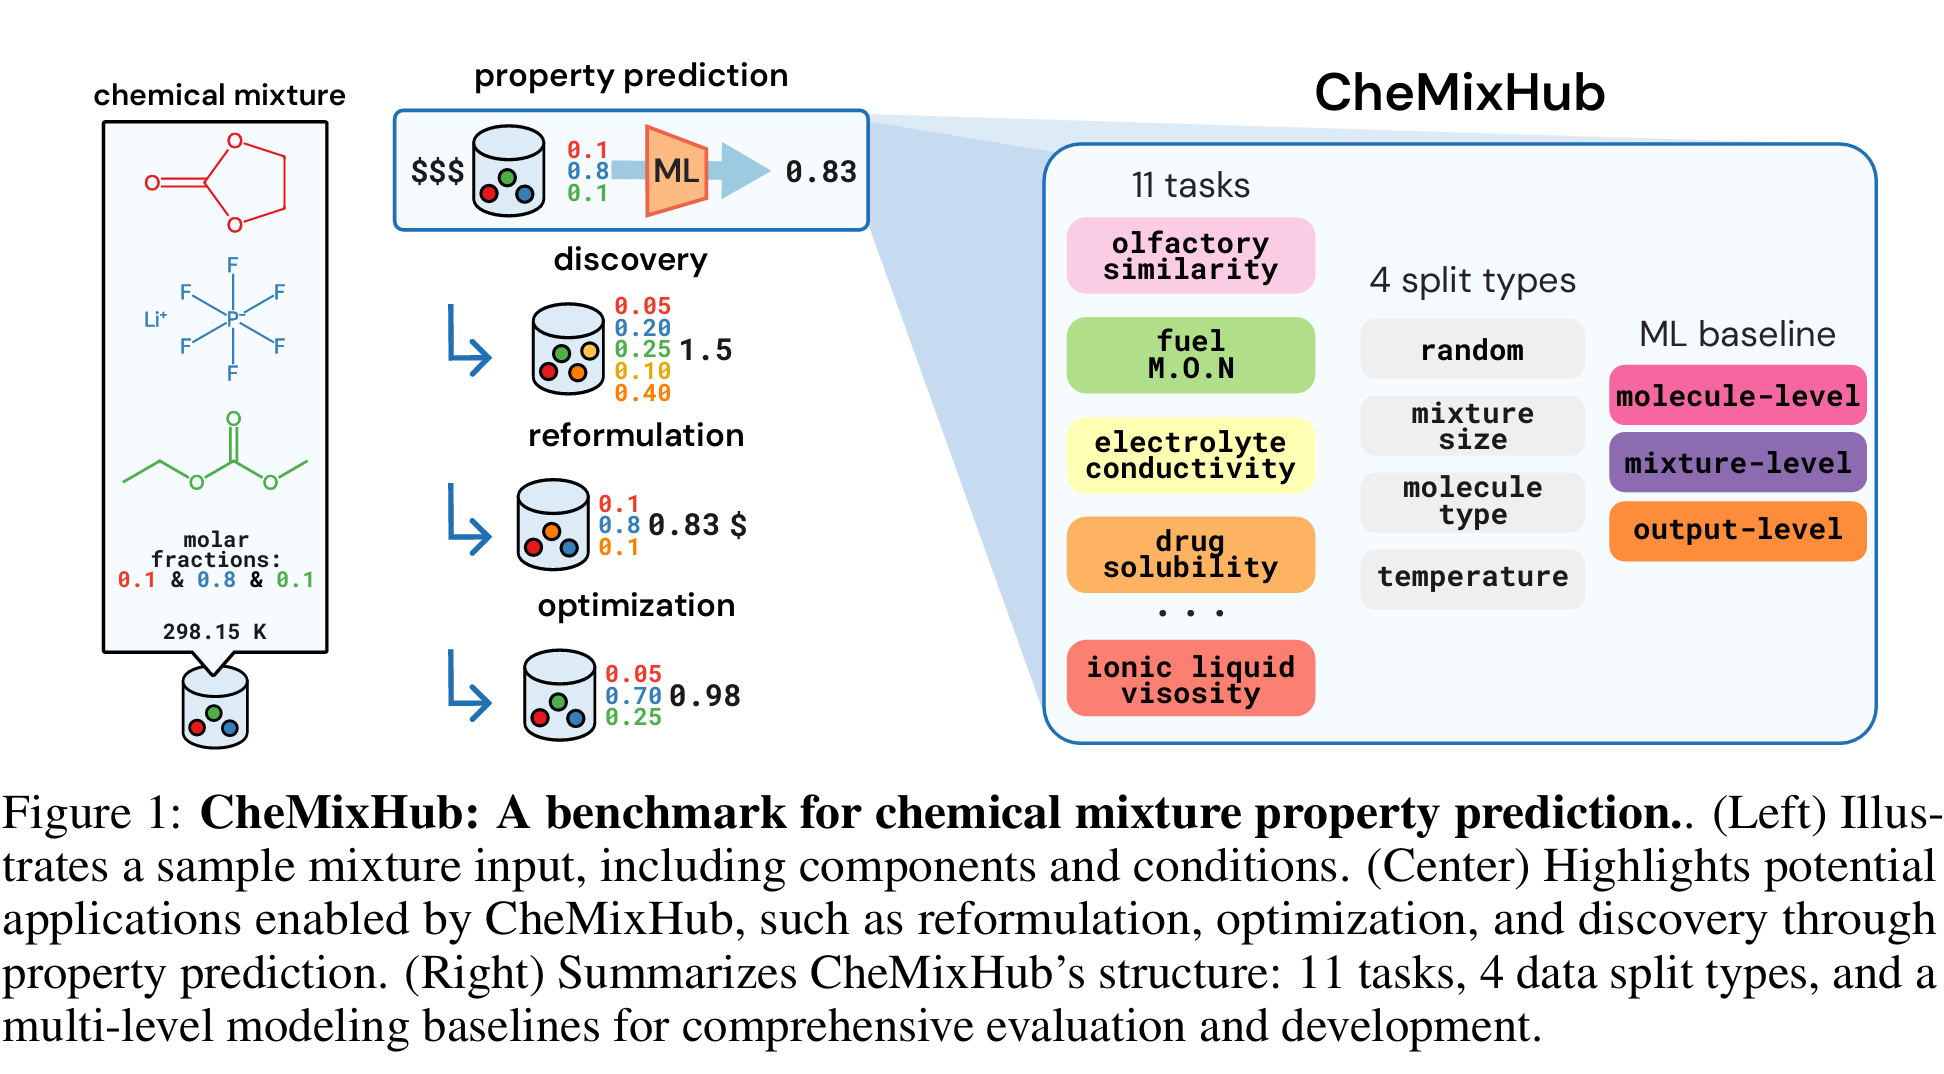 chemical mixture
O
O
O
F
F
F
Li⁺
P⁻
F
F
F
O
O
O
molar
fractions:
0.1 & 0.8 & 0.1
298.15 K
property prediction
$$$
0.1
0.8
0.1
ML
0.83
discovery
0.05
0.20
0.25
0.10
0.40
1.5
reformulation
0.1
0.8
0.1
0.83 $
optimization
0.05
0.70
0.25
0.98
CheMixHub
11 tasks
olfactory
similarity
fuel
M.O.N
electrolyte
conductivity
drug
solubility
...
ionic liquid
visosity
4 split types
random
mixture
size
molecule
type
temperature
ML baseline
molecule-level
mixture-level
output-level
Figure 1: CheMixHub: A benchmark for chemical mixture property prediction.. (Left) Illus-
trates a sample mixture input, including components and conditions. (Center) Highlights potential
applications enabled by CheMixHub, such as reformulation, optimization, and discovery through
property prediction. (Right) Summarizes CheMixHub's structure: 11 tasks, 4 data split types, and a
multi-level modeling baselines for comprehensive evaluation and development.